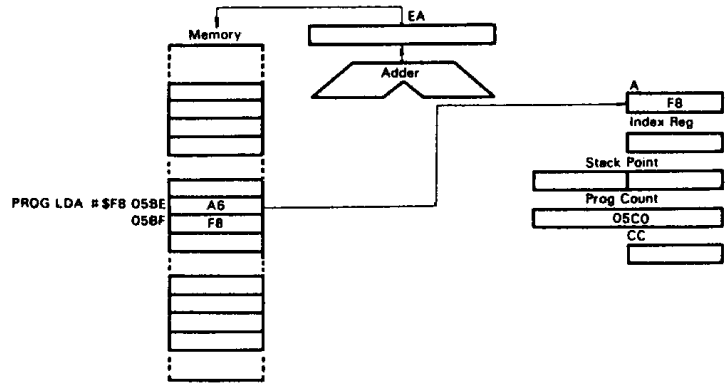 EA
Memory
Adder
A
F8
Index Reg
Stack Point
PROG LDA #$F8 05BE A6
05BF F8
Prog Count
05C0
CC